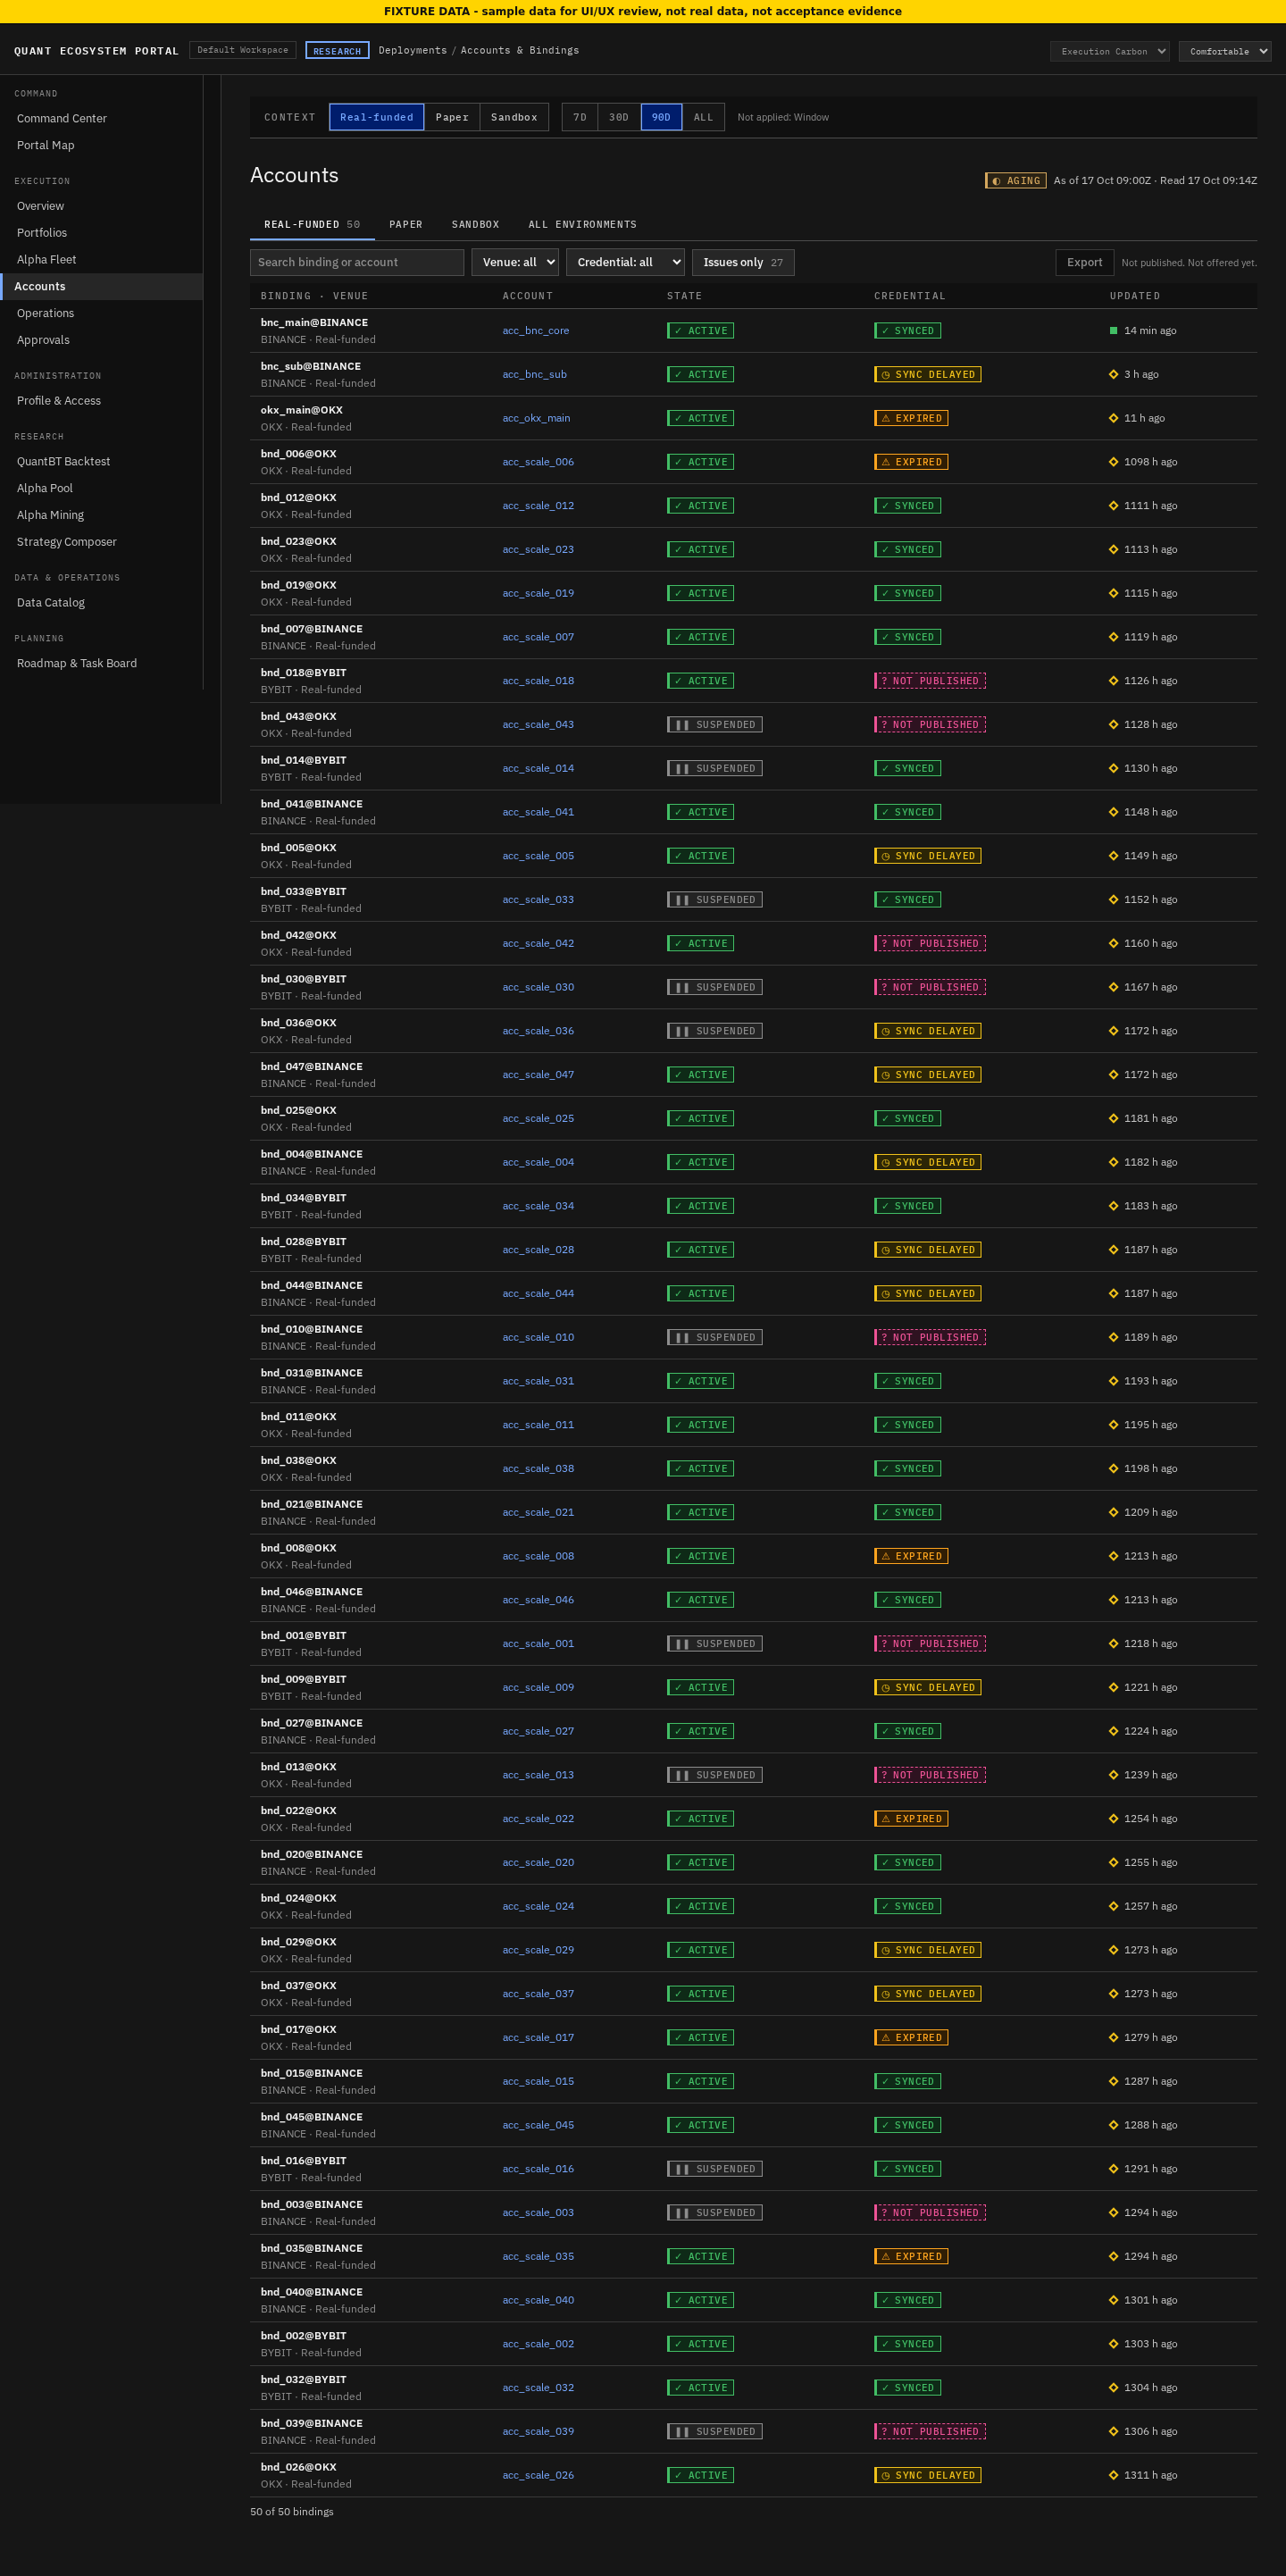 FIXTURE DATA - sample data for UI/UX review, not real data, not acceptance evidence
QUANT ECOSYSTEM PORTAL Default Workspace RESEARCH Deployments / Accounts & Bindings Execution Carbon Comfortable
COMMAND
Command Center
Portal Map
EXECUTION
Overview
Portfolios
Alpha Fleet
Accounts
Operations
Approvals
ADMINISTRATION
Profile & Access
RESEARCH
QuantBT Backtest
Alpha Pool
Alpha Mining
Strategy Composer
DATA & OPERATIONS
Data Catalog
PLANNING
Roadmap & Task Board
CONTEXT Real-funded Paper Sandbox 7D 30D 90D ALL Not applied: Window
Accounts
◐ AGING As of 17 Oct 09:00Z · Read 17 Oct 09:14Z
REAL-FUNDED 50 PAPER SANDBOX ALL ENVIRONMENTS
Search binding or account Venue: all Credential: all Issues only 27 Export Not published. Not offered yet.
BINDING · VENUE ACCOUNT STATE CREDENTIAL UPDATED
bnc_main@BINANCE
BINANCE · Real-funded acc_bnc_core ✓ ACTIVE ✓ SYNCED 14 min ago
bnc_sub@BINANCE
BINANCE · Real-funded acc_bnc_sub ✓ ACTIVE ◷ SYNC DELAYED 3 h ago
okx_main@OKX
OKX · Real-funded acc_okx_main ✓ ACTIVE ⚠ EXPIRED 11 h ago
bnd_006@OKX
OKX · Real-funded acc_scale_006 ✓ ACTIVE ⚠ EXPIRED 1098 h ago
bnd_012@OKX
OKX · Real-funded acc_scale_012 ✓ ACTIVE ✓ SYNCED 1111 h ago
bnd_023@OKX
OKX · Real-funded acc_scale_023 ✓ ACTIVE ✓ SYNCED 1113 h ago
bnd_019@OKX
OKX · Real-funded acc_scale_019 ✓ ACTIVE ✓ SYNCED 1115 h ago
bnd_007@BINANCE
BINANCE · Real-funded acc_scale_007 ✓ ACTIVE ✓ SYNCED 1119 h ago
bnd_018@BYBIT
BYBIT · Real-funded acc_scale_018 ✓ ACTIVE ? NOT PUBLISHED 1126 h ago
bnd_043@OKX
OKX · Real-funded acc_scale_043 ❚❚ SUSPENDED ? NOT PUBLISHED 1128 h ago
bnd_014@BYBIT
BYBIT · Real-funded acc_scale_014 ❚❚ SUSPENDED ✓ SYNCED 1130 h ago
bnd_041@BINANCE
BINANCE · Real-funded acc_scale_041 ✓ ACTIVE ✓ SYNCED 1148 h ago
bnd_005@OKX
OKX · Real-funded acc_scale_005 ✓ ACTIVE ◷ SYNC DELAYED 1149 h ago
bnd_033@BYBIT
BYBIT · Real-funded acc_scale_033 ❚❚ SUSPENDED ✓ SYNCED 1152 h ago
bnd_042@OKX
OKX · Real-funded acc_scale_042 ✓ ACTIVE ? NOT PUBLISHED 1160 h ago
bnd_030@BYBIT
BYBIT · Real-funded acc_scale_030 ❚❚ SUSPENDED ? NOT PUBLISHED 1167 h ago
bnd_036@OKX
OKX · Real-funded acc_scale_036 ❚❚ SUSPENDED ◷ SYNC DELAYED 1172 h ago
bnd_047@BINANCE
BINANCE · Real-funded acc_scale_047 ✓ ACTIVE ◷ SYNC DELAYED 1172 h ago
bnd_025@OKX
OKX · Real-funded acc_scale_025 ✓ ACTIVE ✓ SYNCED 1181 h ago
bnd_004@BINANCE
BINANCE · Real-funded acc_scale_004 ✓ ACTIVE ◷ SYNC DELAYED 1182 h ago
bnd_034@BYBIT
BYBIT · Real-funded acc_scale_034 ✓ ACTIVE ✓ SYNCED 1183 h ago
bnd_028@BYBIT
BYBIT · Real-funded acc_scale_028 ✓ ACTIVE ◷ SYNC DELAYED 1187 h ago
bnd_044@BINANCE
BINANCE · Real-funded acc_scale_044 ✓ ACTIVE ◷ SYNC DELAYED 1187 h ago
bnd_010@BINANCE
BINANCE · Real-funded acc_scale_010 ❚❚ SUSPENDED ? NOT PUBLISHED 1189 h ago
bnd_031@BINANCE
BINANCE · Real-funded acc_scale_031 ✓ ACTIVE ✓ SYNCED 1193 h ago
bnd_011@OKX
OKX · Real-funded acc_scale_011 ✓ ACTIVE ✓ SYNCED 1195 h ago
bnd_038@OKX
OKX · Real-funded acc_scale_038 ✓ ACTIVE ✓ SYNCED 1198 h ago
bnd_021@BINANCE
BINANCE · Real-funded acc_scale_021 ✓ ACTIVE ✓ SYNCED 1209 h ago
bnd_008@OKX
OKX · Real-funded acc_scale_008 ✓ ACTIVE ⚠ EXPIRED 1213 h ago
bnd_046@BINANCE
BINANCE · Real-funded acc_scale_046 ✓ ACTIVE ✓ SYNCED 1213 h ago
bnd_001@BYBIT
BYBIT · Real-funded acc_scale_001 ❚❚ SUSPENDED ? NOT PUBLISHED 1218 h ago
bnd_009@BYBIT
BYBIT · Real-funded acc_scale_009 ✓ ACTIVE ◷ SYNC DELAYED 1221 h ago
bnd_027@BINANCE
BINANCE · Real-funded acc_scale_027 ✓ ACTIVE ✓ SYNCED 1224 h ago
bnd_013@OKX
OKX · Real-funded acc_scale_013 ❚❚ SUSPENDED ? NOT PUBLISHED 1239 h ago
bnd_022@OKX
OKX · Real-funded acc_scale_022 ✓ ACTIVE ⚠ EXPIRED 1254 h ago
bnd_020@BINANCE
BINANCE · Real-funded acc_scale_020 ✓ ACTIVE ✓ SYNCED 1255 h ago
bnd_024@OKX
OKX · Real-funded acc_scale_024 ✓ ACTIVE ✓ SYNCED 1257 h ago
bnd_029@OKX
OKX · Real-funded acc_scale_029 ✓ ACTIVE ◷ SYNC DELAYED 1273 h ago
bnd_037@OKX
OKX · Real-funded acc_scale_037 ✓ ACTIVE ◷ SYNC DELAYED 1273 h ago
bnd_017@OKX
OKX · Real-funded acc_scale_017 ✓ ACTIVE ⚠ EXPIRED 1279 h ago
bnd_015@BINANCE
BINANCE · Real-funded acc_scale_015 ✓ ACTIVE ✓ SYNCED 1287 h ago
bnd_045@BINANCE
BINANCE · Real-funded acc_scale_045 ✓ ACTIVE ✓ SYNCED 1288 h ago
bnd_016@BYBIT
BYBIT · Real-funded acc_scale_016 ❚❚ SUSPENDED ✓ SYNCED 1291 h ago
bnd_003@BINANCE
BINANCE · Real-funded acc_scale_003 ❚❚ SUSPENDED ? NOT PUBLISHED 1294 h ago
bnd_035@BINANCE
BINANCE · Real-funded acc_scale_035 ✓ ACTIVE ⚠ EXPIRED 1294 h ago
bnd_040@BINANCE
BINANCE · Real-funded acc_scale_040 ✓ ACTIVE ✓ SYNCED 1301 h ago
bnd_002@BYBIT
BYBIT · Real-funded acc_scale_002 ✓ ACTIVE ✓ SYNCED 1303 h ago
bnd_032@BYBIT
BYBIT · Real-funded acc_scale_032 ✓ ACTIVE ✓ SYNCED 1304 h ago
bnd_039@BINANCE
BINANCE · Real-funded acc_scale_039 ❚❚ SUSPENDED ? NOT PUBLISHED 1306 h ago
bnd_026@OKX
OKX · Real-funded acc_scale_026 ✓ ACTIVE ◷ SYNC DELAYED 1311 h ago
50 of 50 bindings